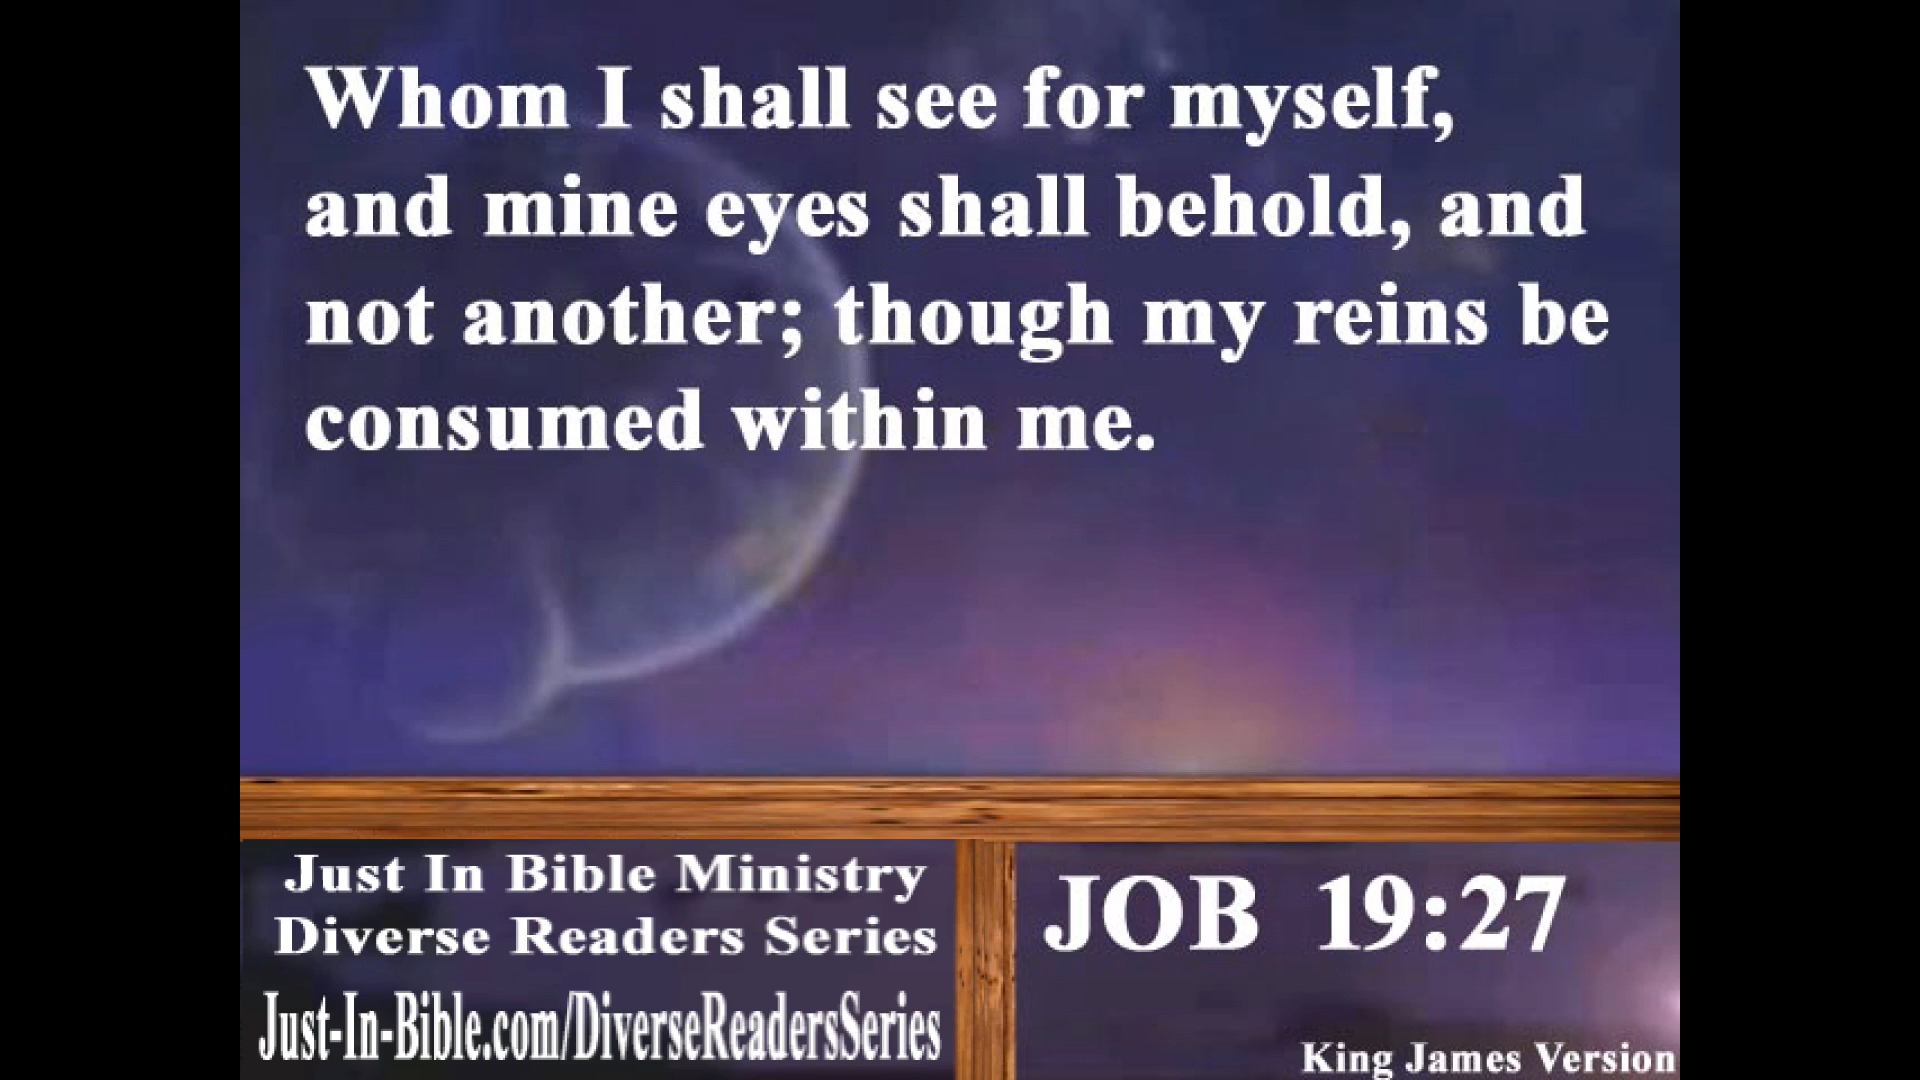 Whom I shall see for myself,
and mine eyes shall behold, and
not another; though my reins be
consumed within me.
Just In Bible Ministry
Diverse Readers Series
Just-In-Bible.com/DiverseReadersSeries
JOB 19:27
King James Version